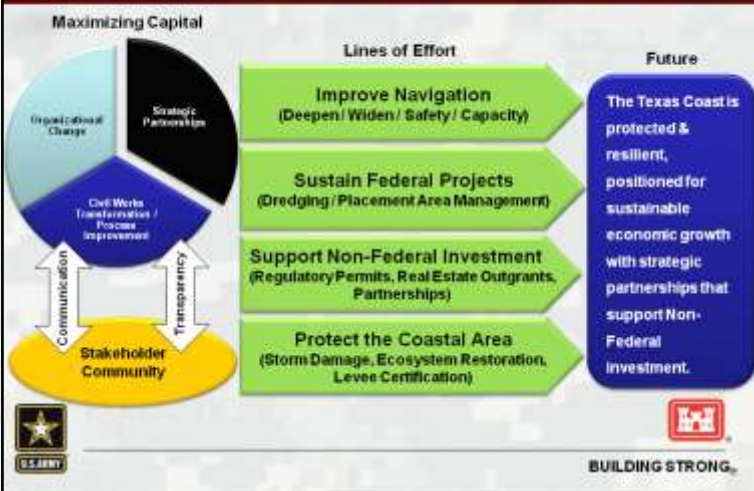 Maximizing Capital
Organizational
Change
Strategic
Partnerships
Civil Works
Transformation /
Process
Improvement
Communication
Transparency
Stakeholder
Community
Lines of Effort
Improve Navigation
(Deepen / Widen / Safety / Capacity)
Sustain Federal Projects
(Dredging / Placement Area Management)
Support Non-Federal Investment
(Regulatory Permits, Real Estate Outgrants,
Partnerships)
Protect the Coastal Area
(Storm Damage, Ecosystem Restoration,
Levee Certification)
Future
The Texas Coast is
protected &
resilient,
positioned for
sustainable
economic growth
with strategic
partnerships that
support Non-
Federal
investment.
U.S. ARMY
BUILDING STRONG®